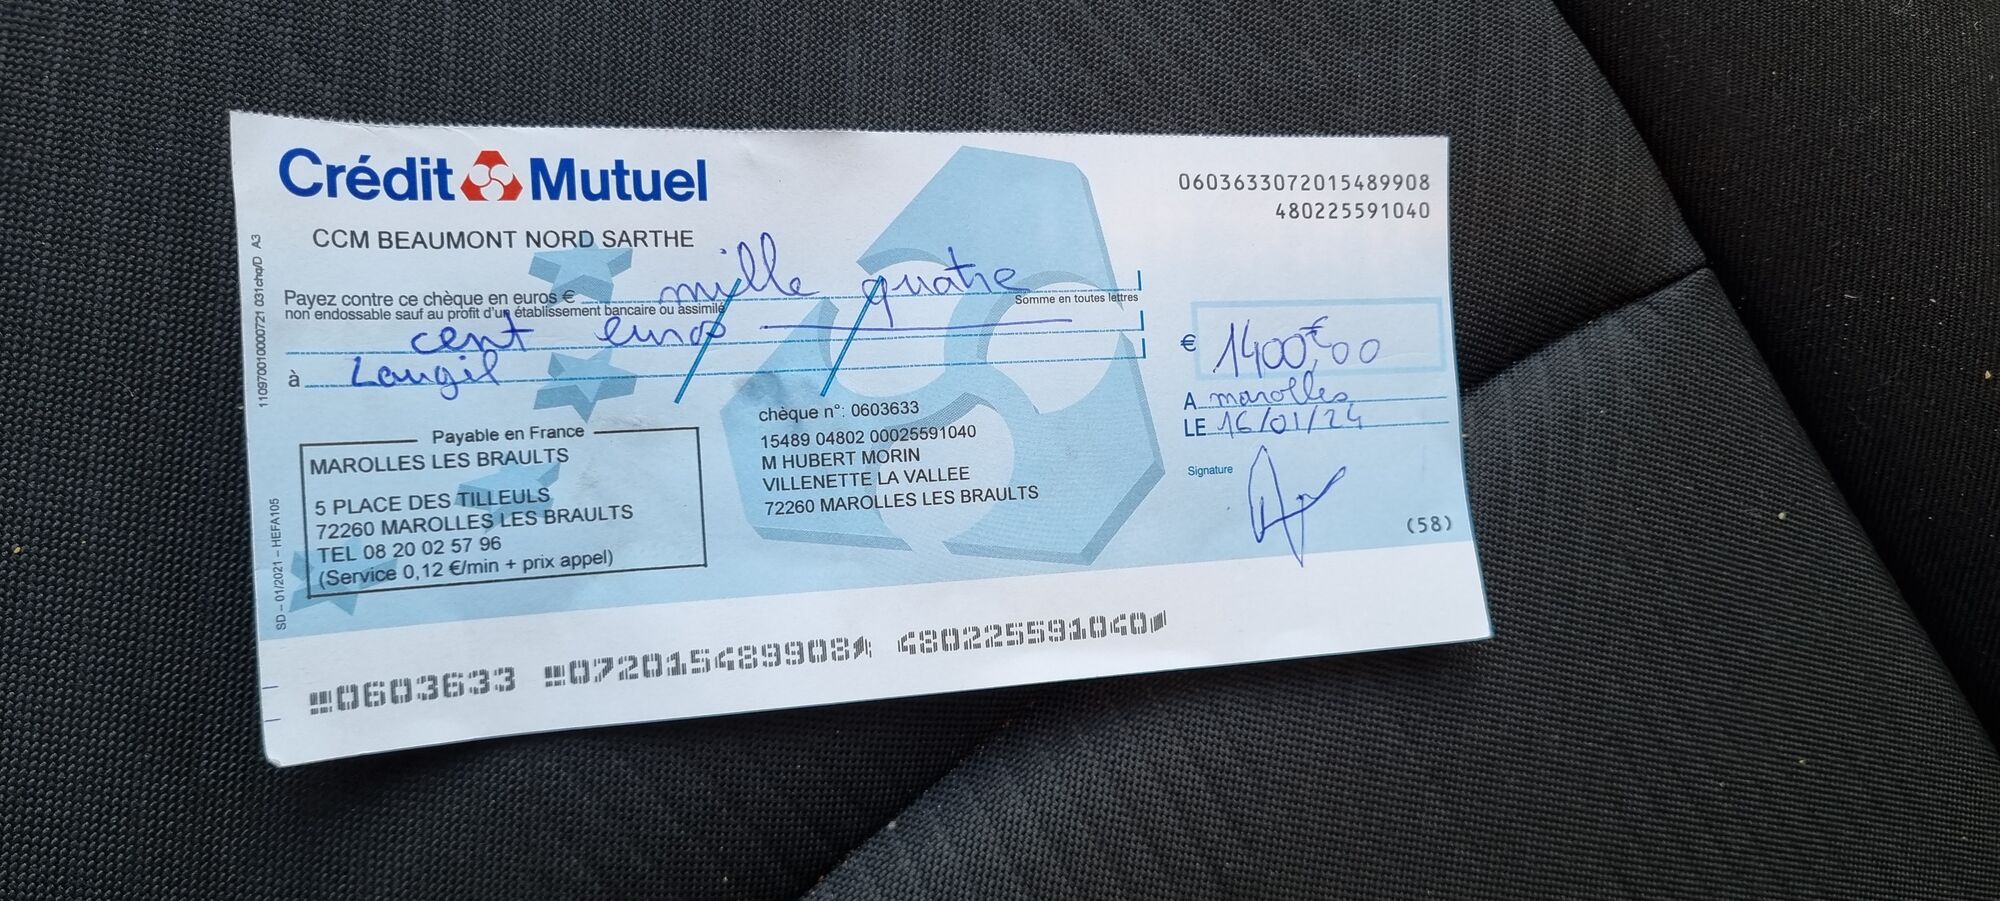 Crédit Mutuel
CCM BEAUMONT NORD SARTHE
0603633072015489908
480225591040
110970010000721 031chq/D A3
Payez contre ce chèque en euros € mille quatre
non endossable sauf au profit d'un établissement bancaire ou assimilé
Somme en toutes lettres
cent euros
à Laugil
€ 1400€,00
A marolles
LE 16/01/24
Signature
Payable en France
MAROLLES LES BRAULTS
5 PLACE DES TILLEULS
72260 MAROLLES LES BRAULTS
TEL 08 20 02 57 96
(Service 0,12 €/min + prix appel)
chèque n°: 0603633
15489 04802 00025591040
M HUBERT MORIN
VILLENETTE LA VALLEE
72260 MAROLLES LES BRAULTS
(58)
SD – 01/2021 – HEFA105
0603633 072015489908 480225591040